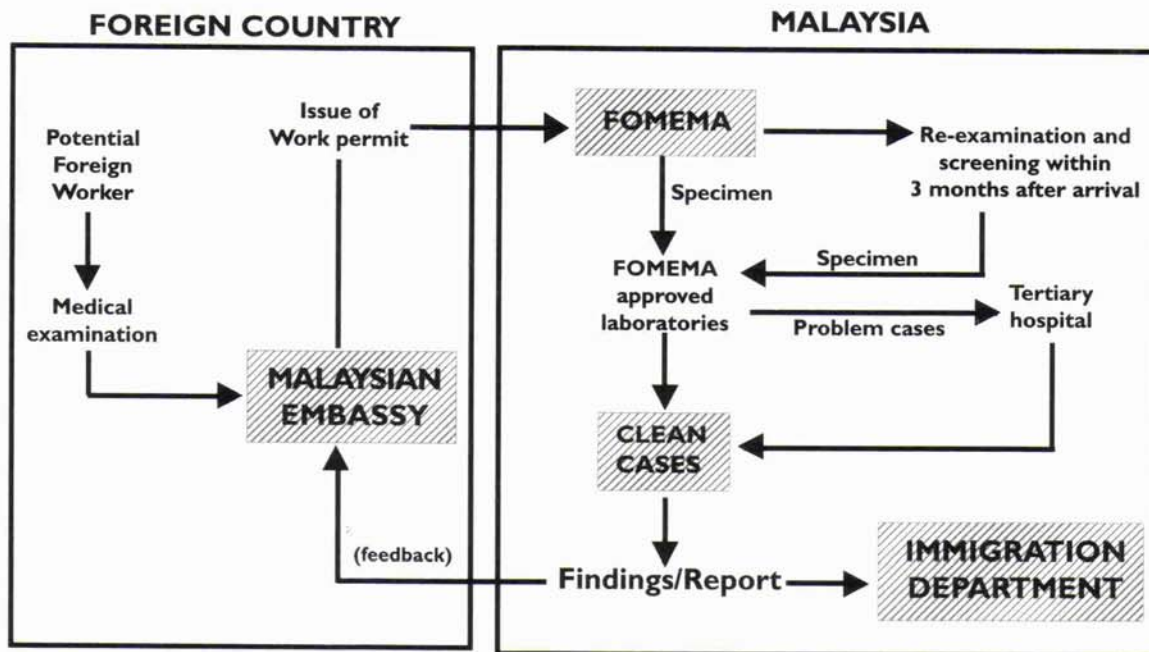 FOREIGN COUNTRY
Potential
Foreign
Worker
Medical
examination
Issue of
Work permit
MALAYSIAN
EMBASSY
(feedback)
MALAYSIA
FOMEMA
Re-examination and
screening within
3 months after arrival
Specimen
Specimen
FOMEMA
approved
laboratories
Problem cases
Tertiary
hospital
CLEAN
CASES
Findings/Report
IMMIGRATION
DEPARTMENT